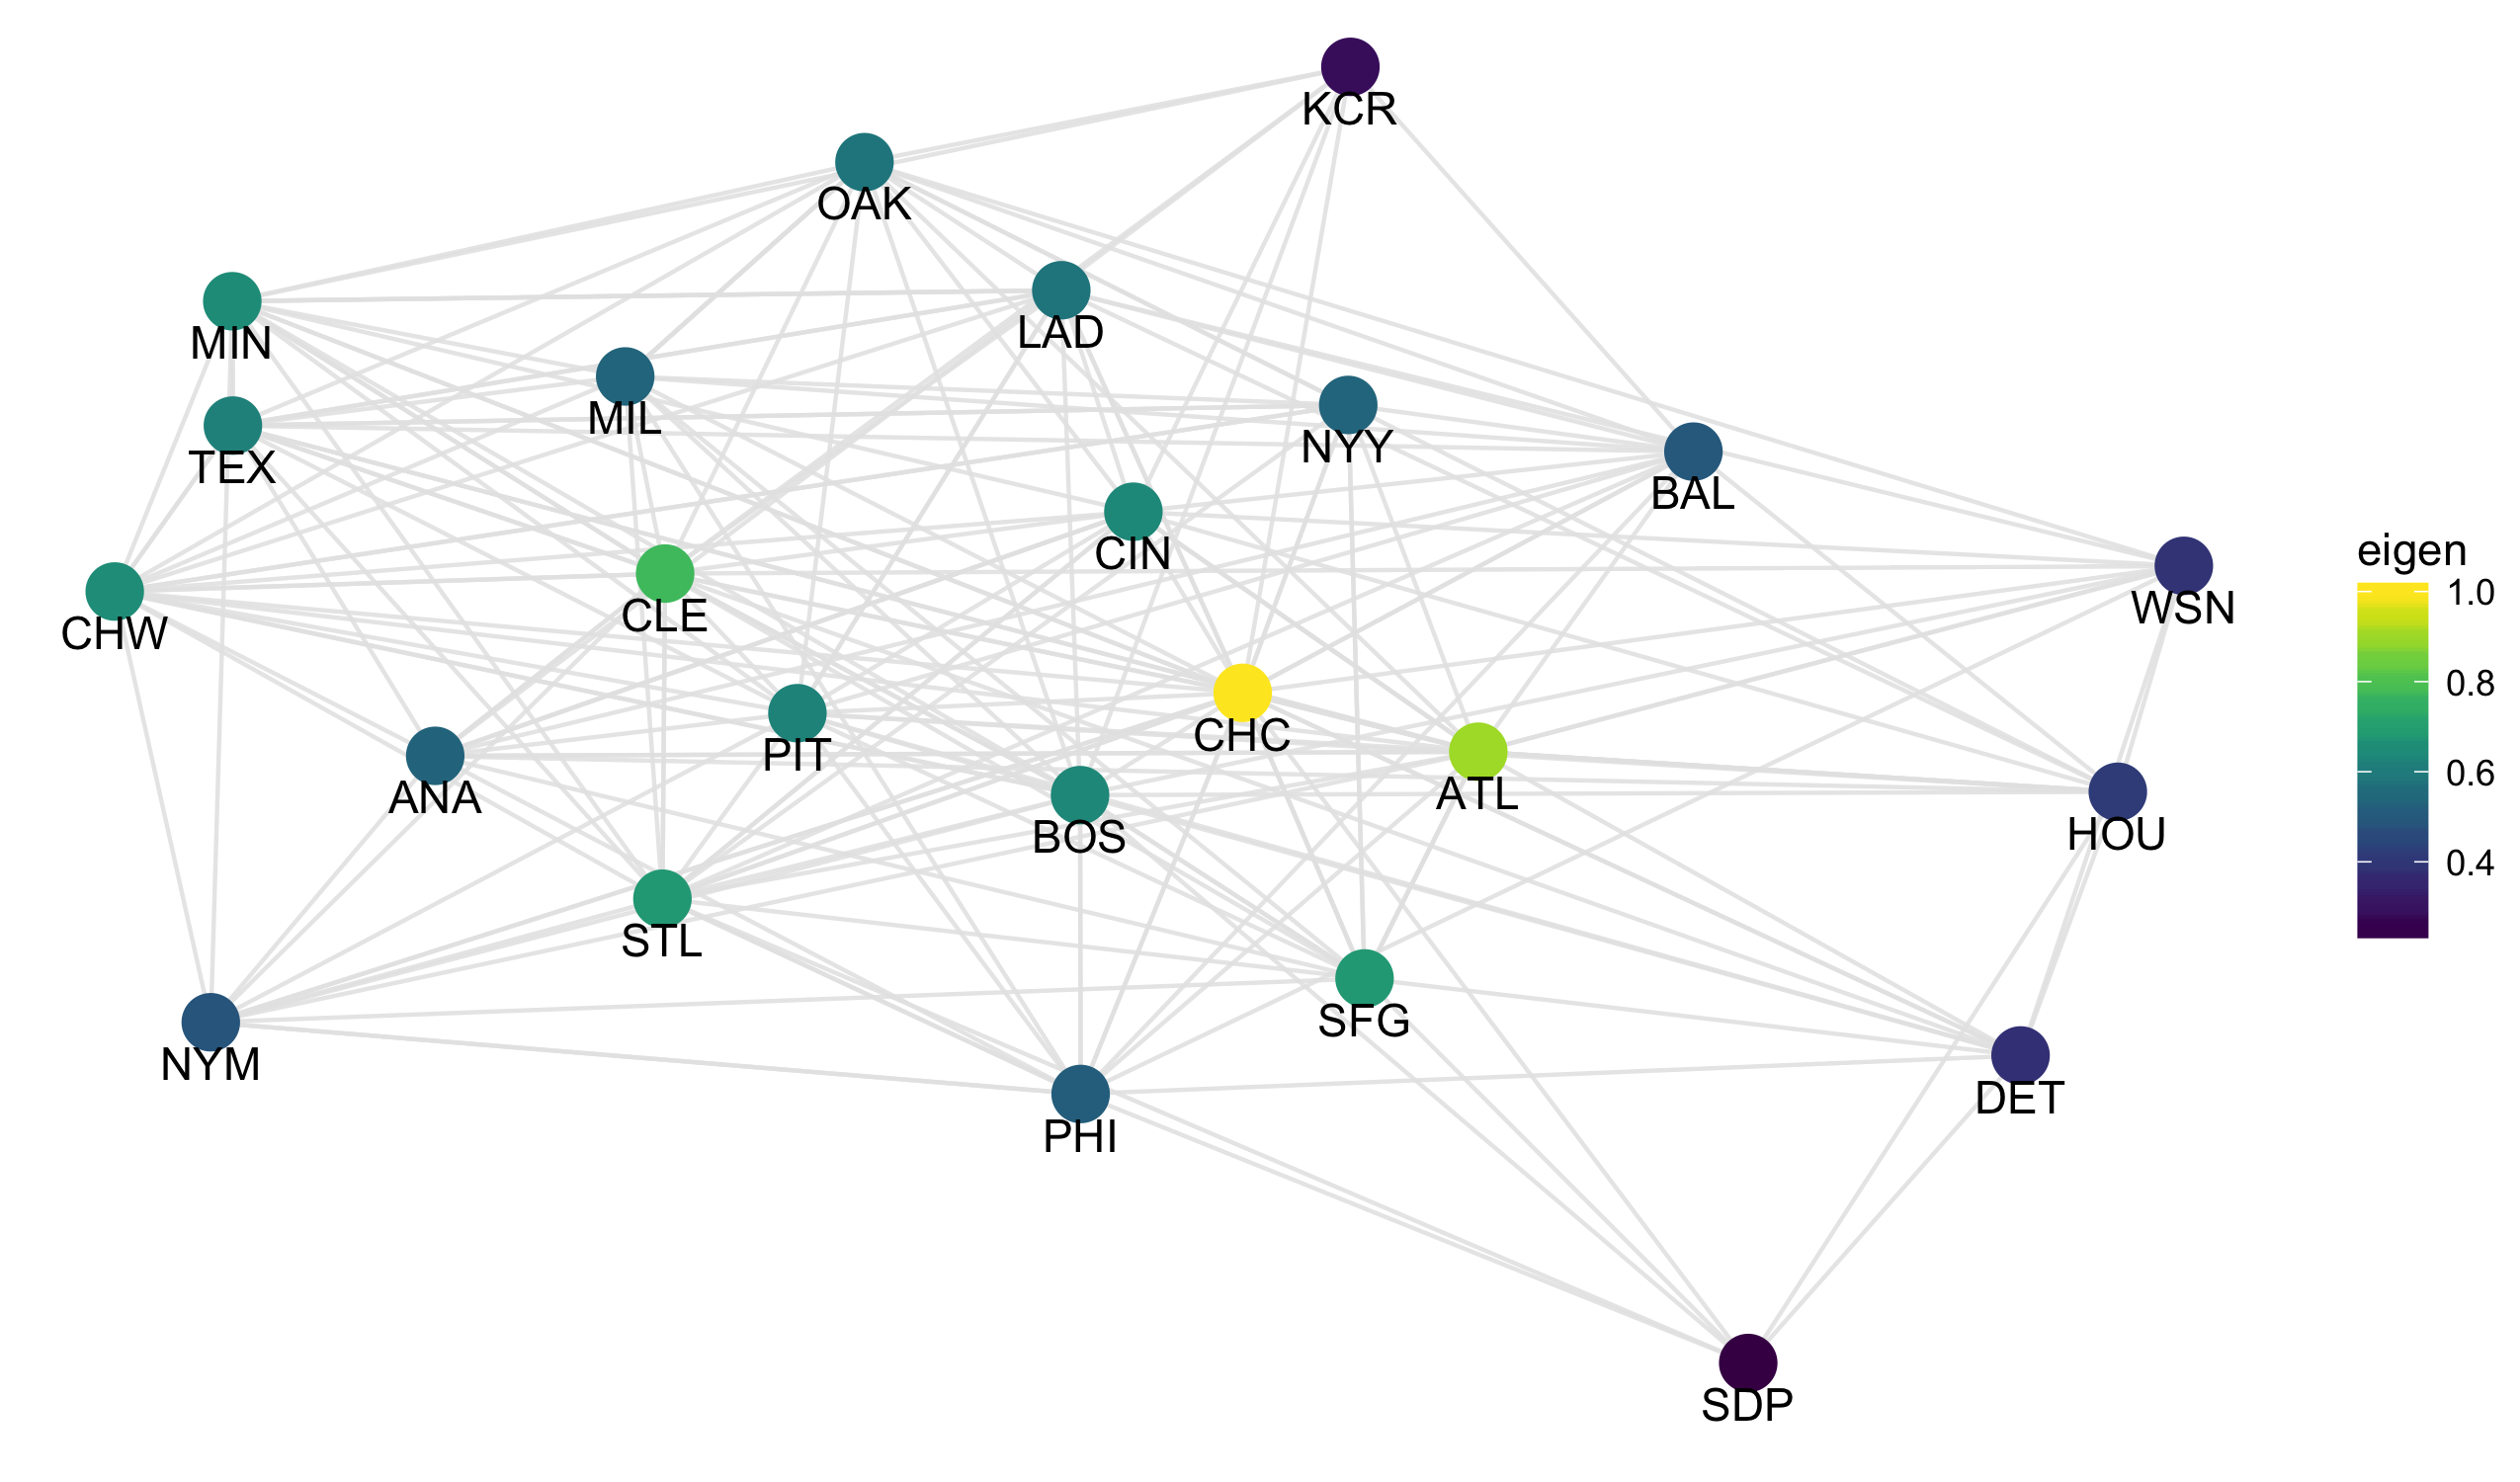 KCR
OAK
MIN
LAD
MIL
NYY
TEX
BAL
CIN
eigen
1.0
CHW
CLE
WSN
0.8
PIT
CHC
ANA
ATL
0.6
BOS
HOU
0.4
STL
SFG
NYM
DET
PHI
SDP